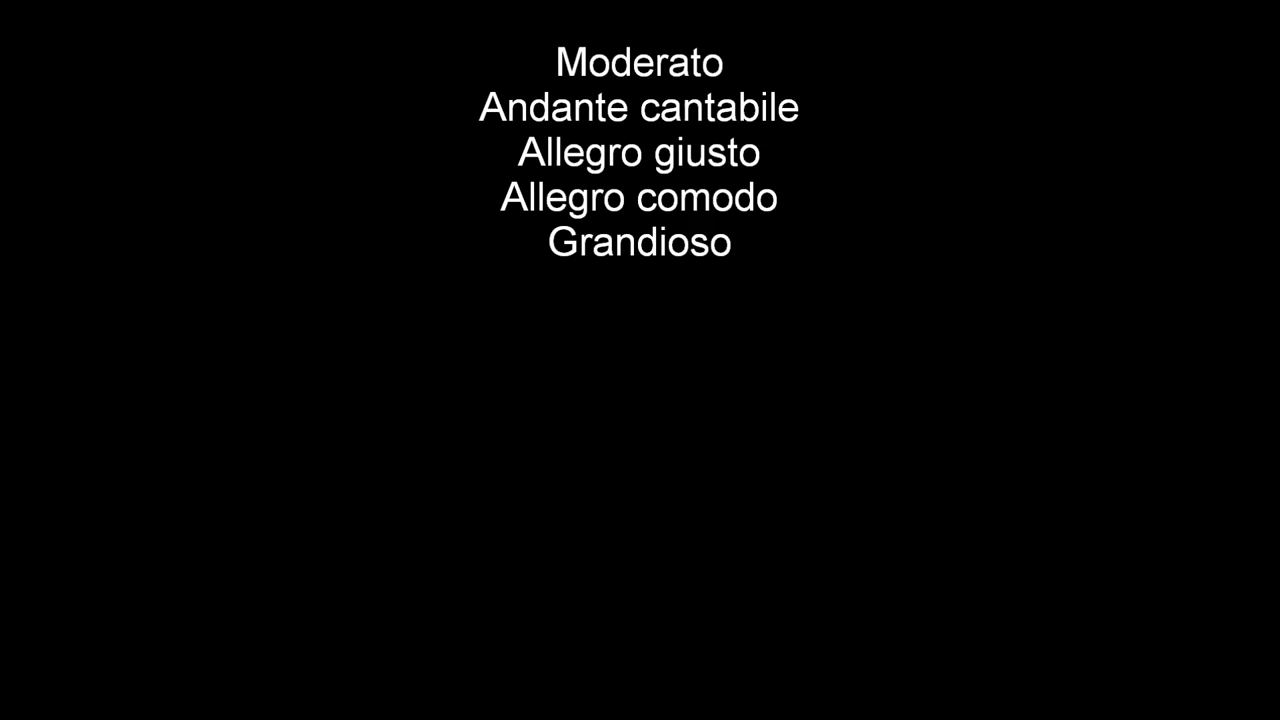 Moderato
Andante cantabile
Allegro giusto
Allegro comodo
Grandioso